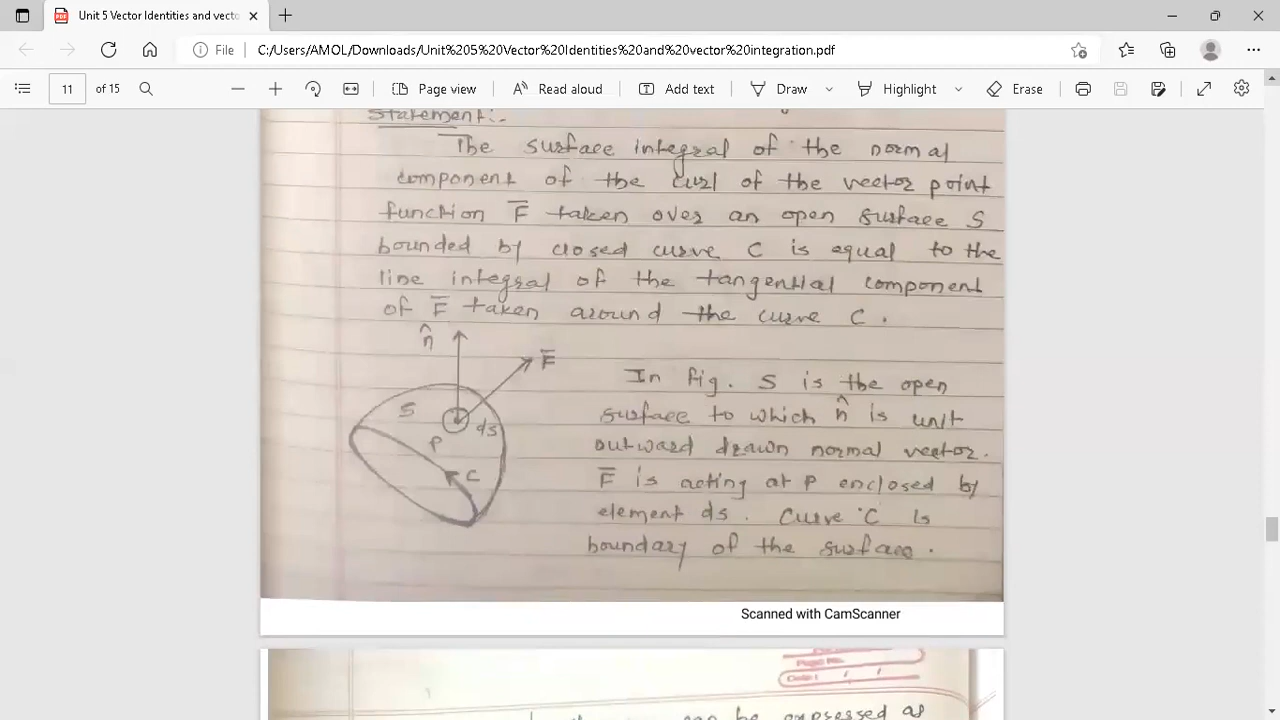 Unit 5 Vector Identities and vecto
File C:/Users/AMOL/Downloads/Unit%205%20Vector%20Identities%20and%20vector%20integration.pdf
11 of 15 Page view Read aloud Add text Draw Highlight Erase
Statement:-
The surface integral of the normal
component of the curl of the vector point
function F̅ taken over an open surface S
bounded by closed curve C is equal to the
line integral of the tangential component
of F̅ taken around the curve C.
n̂
F̅
S
ds
P
C
In fig. S is the open
surface to which n̂ is unit
outward drawn normal vector.
F̅ is acting at P enclosed by
element ds. Curve 'C is
boundary of the surface.
Scanned with CamScanner
Page No.
Date
can be expressed as